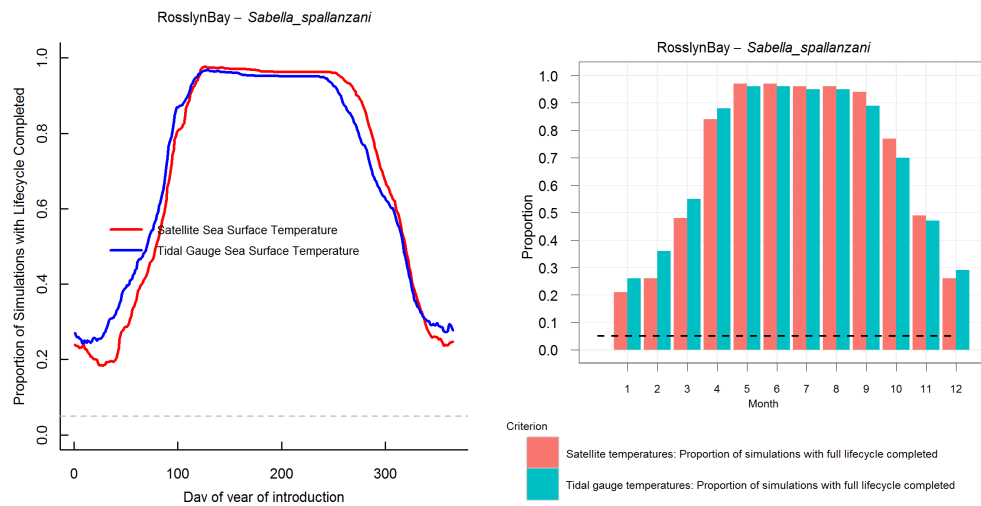 RosslynBay – Sabella_spallanzani
Proportion of Simulations with Lifecycle Completed
1.0
0.8
0.6
0.4
0.2
0.0
Satellite Sea Surface Temperature
Tidal Gauge Sea Surface Temperature
0 100 200 300
Day of year of introduction
RosslynBay – Sabella_spallanzani
Proportion
1.0
0.9
0.8
0.7
0.6
0.5
0.4
0.3
0.2
0.1
0.0
1 2 3 4 5 6 7 8 9 10 11 12
Month
Criterion
Satellite temperatures: Proportion of simulations with full lifecycle completed
Tidal gauge temperatures: Proportion of simulations with full lifecycle completed